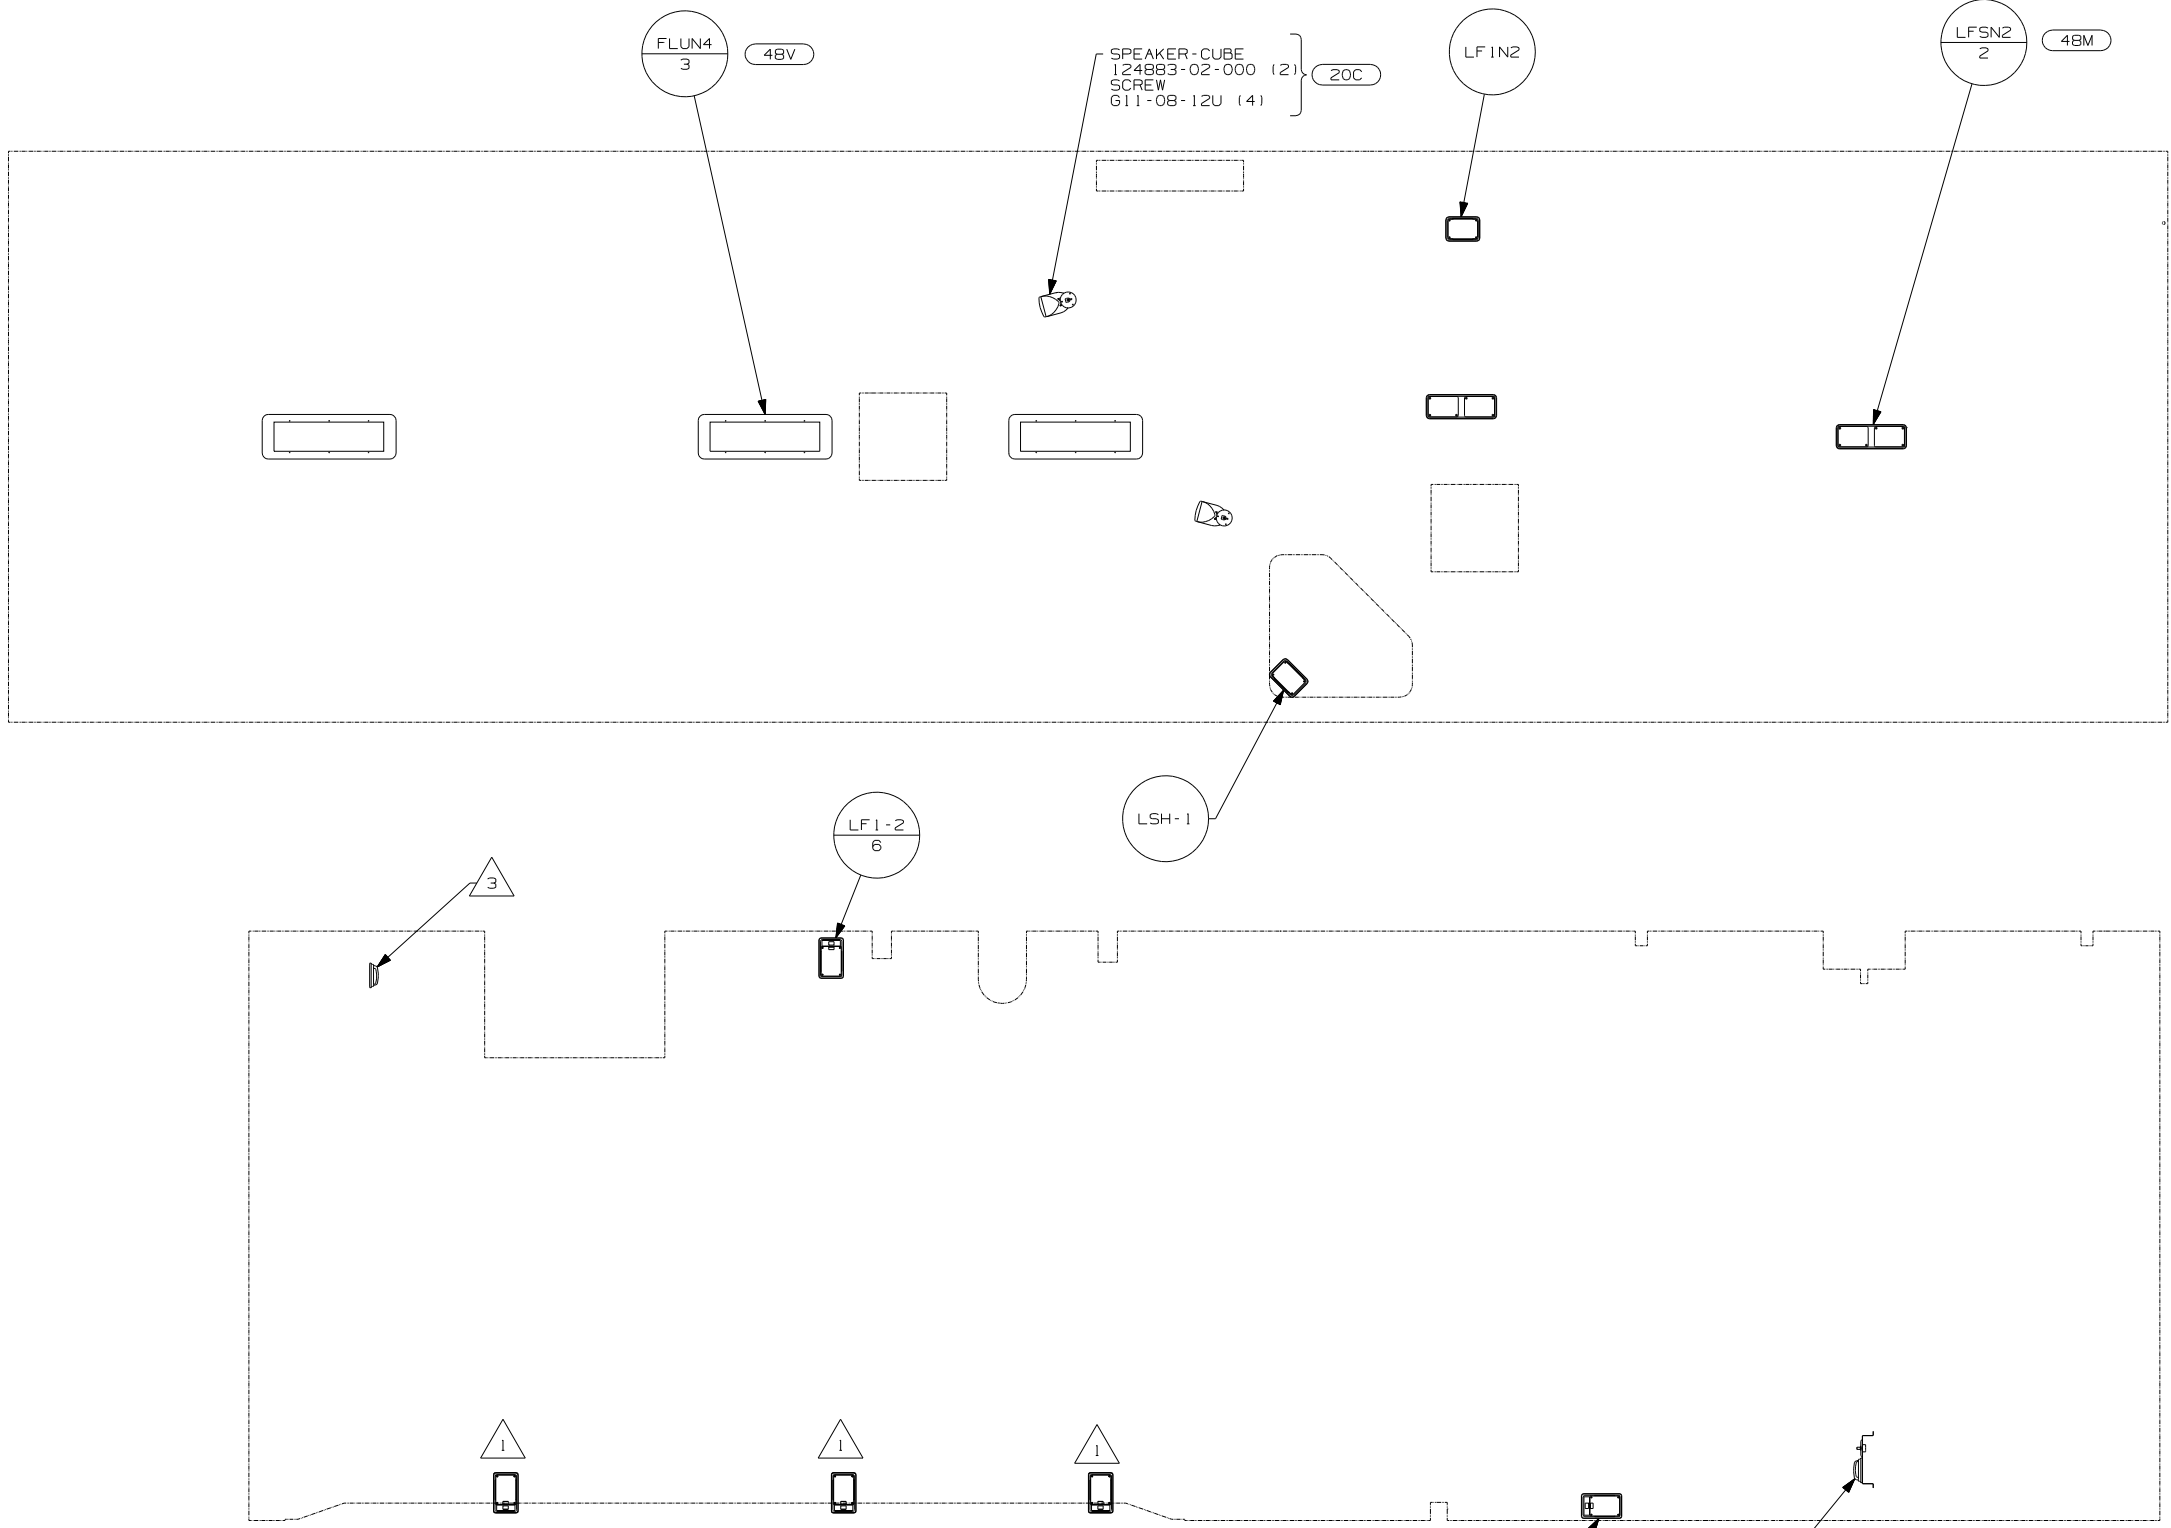 FLUN4
3
48V
SPEAKER-CUBE
124883-02-000 (2)
SCREW
G11-08-12U (4)
20C
LF1N2
LFSN2
2
48M
LSH-1
LF1-2
6
3
1
1
1